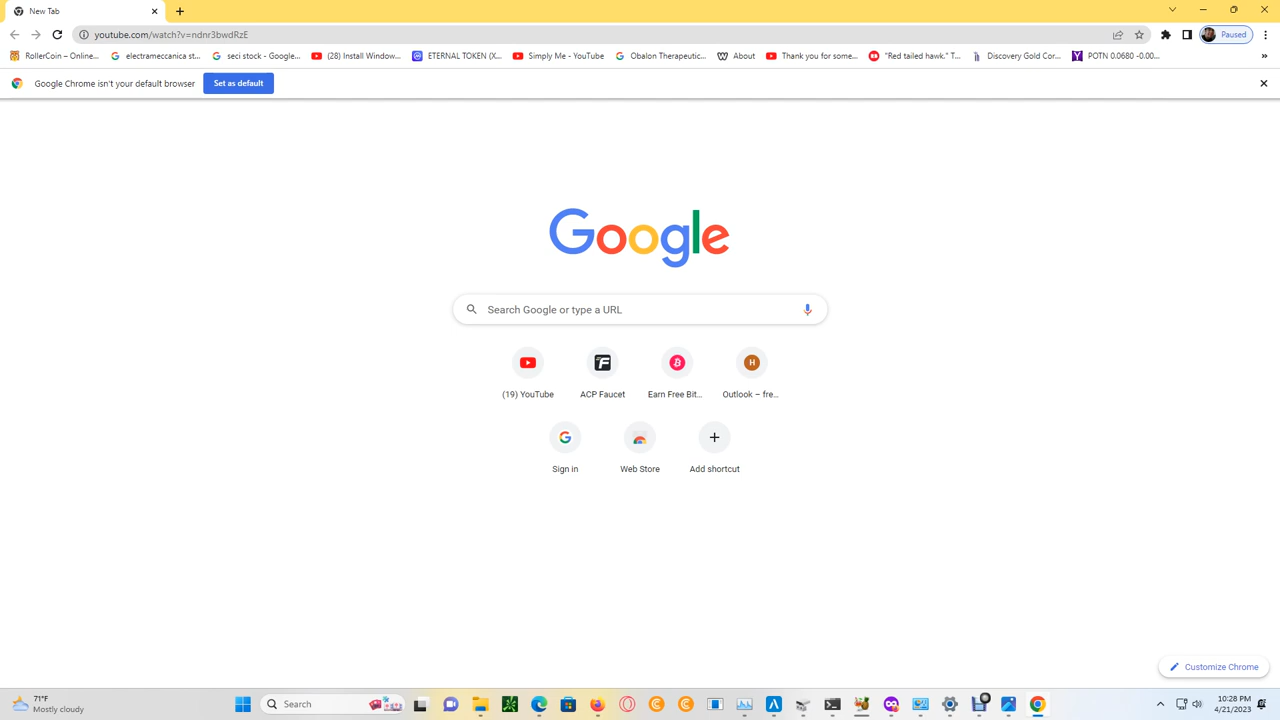 New Tab
youtube.com/watch?v=ndnr3bwdRzE
Paused
RollerCoin – Online...
electrameccanica st...
seci stock - Google...
(28) Install Window...
ETERNAL TOKEN (X...
Simply Me - YouTube
Obalon Therapeutic...
About
Thank you for some...
"Red tailed hawk." T...
Discovery Gold Cor...
POTN 0.0680 -0.00...
Google Chrome isn't your default browser
Set as default
Google
Search Google or type a URL
(19) YouTube
ACP Faucet
Earn Free Bit...
Outlook – fre...
Sign in
Web Store
Add shortcut
Customize Chrome
71°F
Mostly cloudy
Search
10:28 PM
4/21/2023